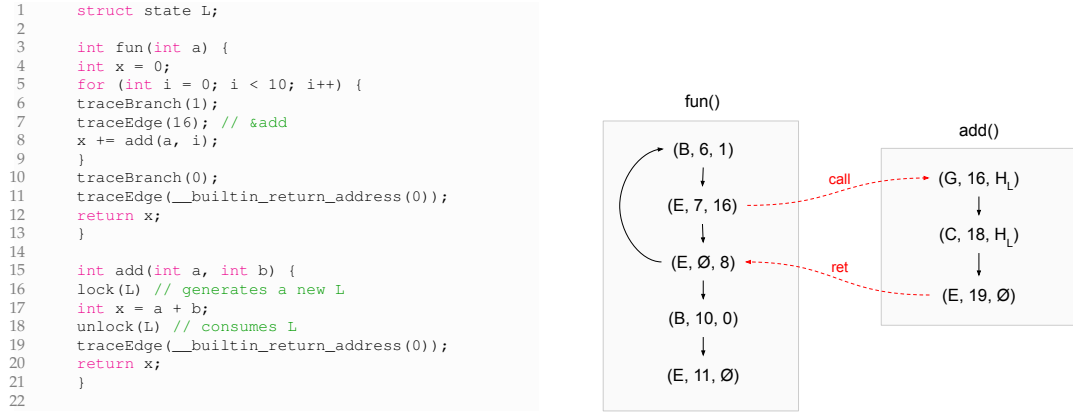 1 struct state L;
2
3 int fun(int a) {
4 int x = 0;
5 for (int i = 0; i < 10; i++) {
6 traceBranch(1);
7 traceEdge(16); // &add
8 x += add(a, i);
9 }
10 traceBranch(0);
11 traceEdge(__builtin_return_address(0));
12 return x;
13 }
14
15 int add(int a, int b) {
16 lock(L) // generates a new L
17 int x = a + b;
18 unlock(L) // consumes L
19 traceEdge(__builtin_return_address(0));
20 return x;
21 }
22
fun()
(B, 6, 1)
(E, 7, 16)
(E, Ø, 8)
(B, 10, 0)
(E, 11, Ø)
call
ret
add()
(G, 16, H_L)
(C, 18, H_L)
(E, 19, Ø)